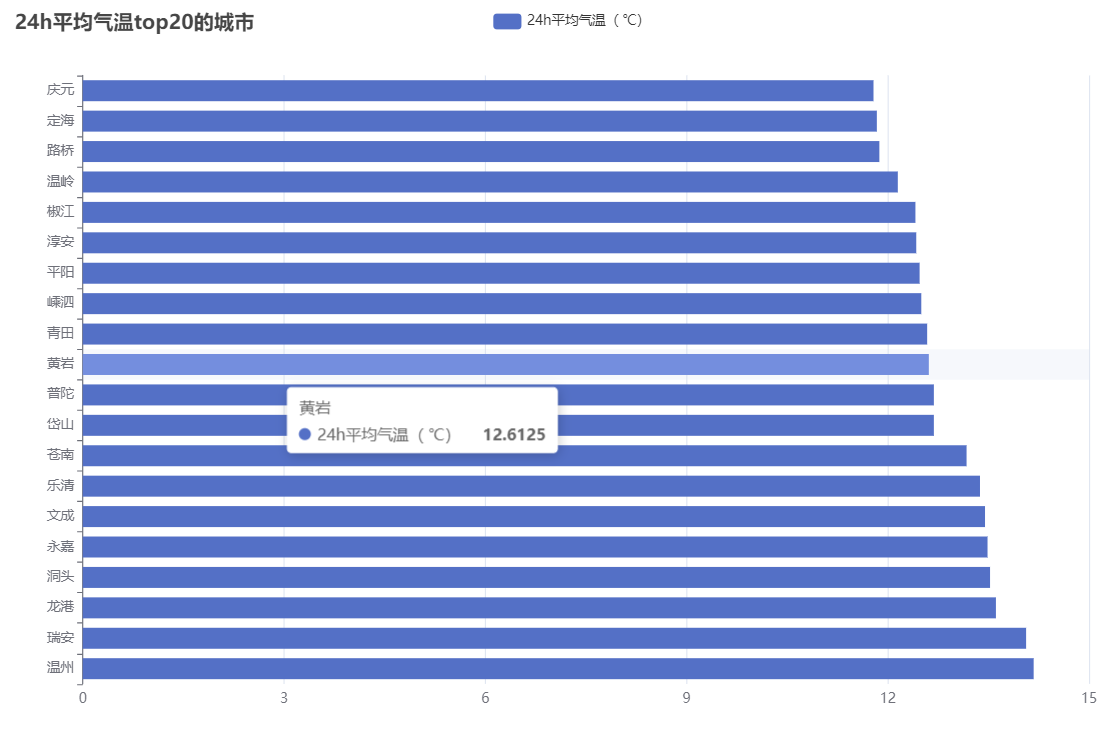 24h平均气温top20的城市
24h平均气温（℃）
庆元
定海
路桥
温岭
椒江
淳安
平阳
嵊泗
青田
黄岩
普陀
岱山
苍南
乐清
文成
永嘉
洞头
龙港
瑞安
温州
黄岩
24h平均气温（℃） 12.6125
0 3 6 9 12 15